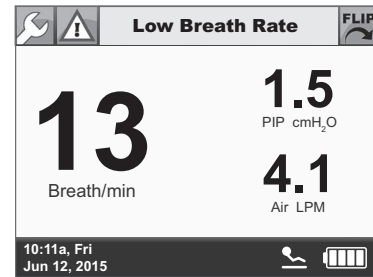 Low Breath Rate
FLIP
13
Breath/min
1.5
PIP cmH₂O
4.1
Air LPM
10:11a, Fri
Jun 12, 2015